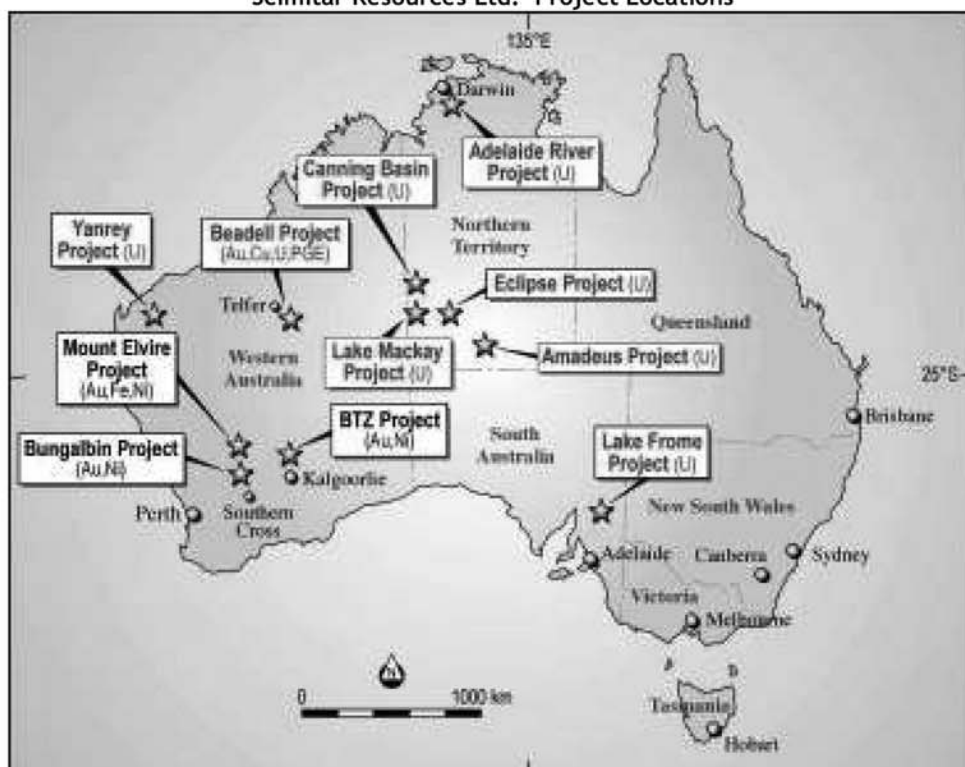 Scimitar Resources Ltd. Project Locations
135°E
Darwin
Adelaide River
Project (U)
Canning Basin
Project (U)
Northern
Territory
Yanrey
Project (U)
Beadell Project
(Au,Cu,U,PGE)
Eclipse Project (U)
Telfer
Queensland
Mount Elvire
Project
(Au,Fe,Ni)
Western
Australia
Lake Mackay
Project (U)
Amadeus Project (U)
25°S
Brisbane
BTZ Project
(Au,Ni)
South
Australia
Lake Frome
Project (U)
Bungalbin Project
(Au,Ni)
Kalgoorlie
Perth
Southern
Cross
New South Wales
Adelaide
Canberra
Sydney
Victoria
Melbourne
N
0
1000 km
Tasmania
Hobart